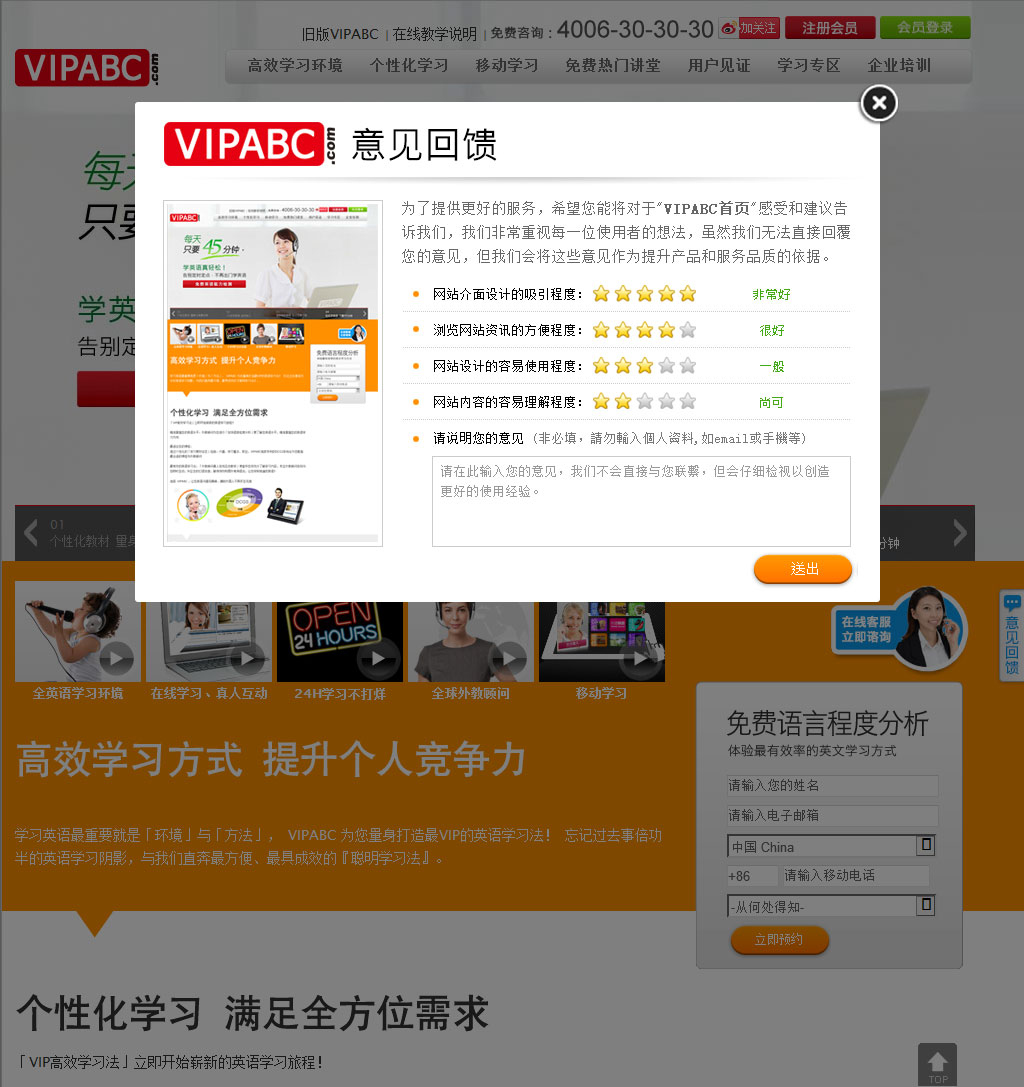 旧版VIPABC | 在线教学说明 | 免费咨询：4006-30-30-30 加关注 注册会员 会员登录
VIPABC.com
高效学习环境 个性化学习 移动学习 免费热门讲堂 用户见证 学习专区 企业培训
VIPABC.com 意见回馈
每天
只要
学英
告别定
为了提供更好的服务，希望您能将对于"VIPABC首页"感受和建议告
诉我们，我们非常重视每一位使用者的想法，虽然我们无法直接回覆
您的意见，但我们会将这些意见作为提升产品和服务品质的依据。
每天
只要 45分钟，
学英语真轻松！
网站介面设计的吸引程度： 非常好
浏览网站资讯的方便程度： 很好
网站设计的容易使用程度： 一般
网站内容的容易理解程度： 尚可
高效学习方式 提升个人竞争力
免费语言程度分析
个性化学习 满足全方位需求
请说明您的意见 (非必填，請勿輸入個人資料,如email或手機等)
请在此输入您的意见，我们不会直接与您联繫，但会仔细检视以创造
更好的使用经验。
送出
01
个性化教材 量身
分钟
OPEN
24 HOURS
在线客服
立即咨询
意见回馈
全英语学习环境 在线学习、真人互动 24H学习不打烊 全球外教顾问 移动学习
高效学习方式 提升个人竞争力
学习英语最重要就是「环境」与「方法」， VIPABC 为您量身打造最VIP的英语学习法！ 忘记过去事倍功
半的英语学习阴影，与我们直奔最方便、最具成效的『聪明学习法』。
免费语言程度分析
体验最有效率的英文学习方式
请输入您的姓名
请输入电子邮箱
中国 China
+86 请输入移动电话
-从何处得知-
立即预约
个性化学习 满足全方位需求
「VIP高效学习法」立即开始崭新的英语学习旅程！
TOP